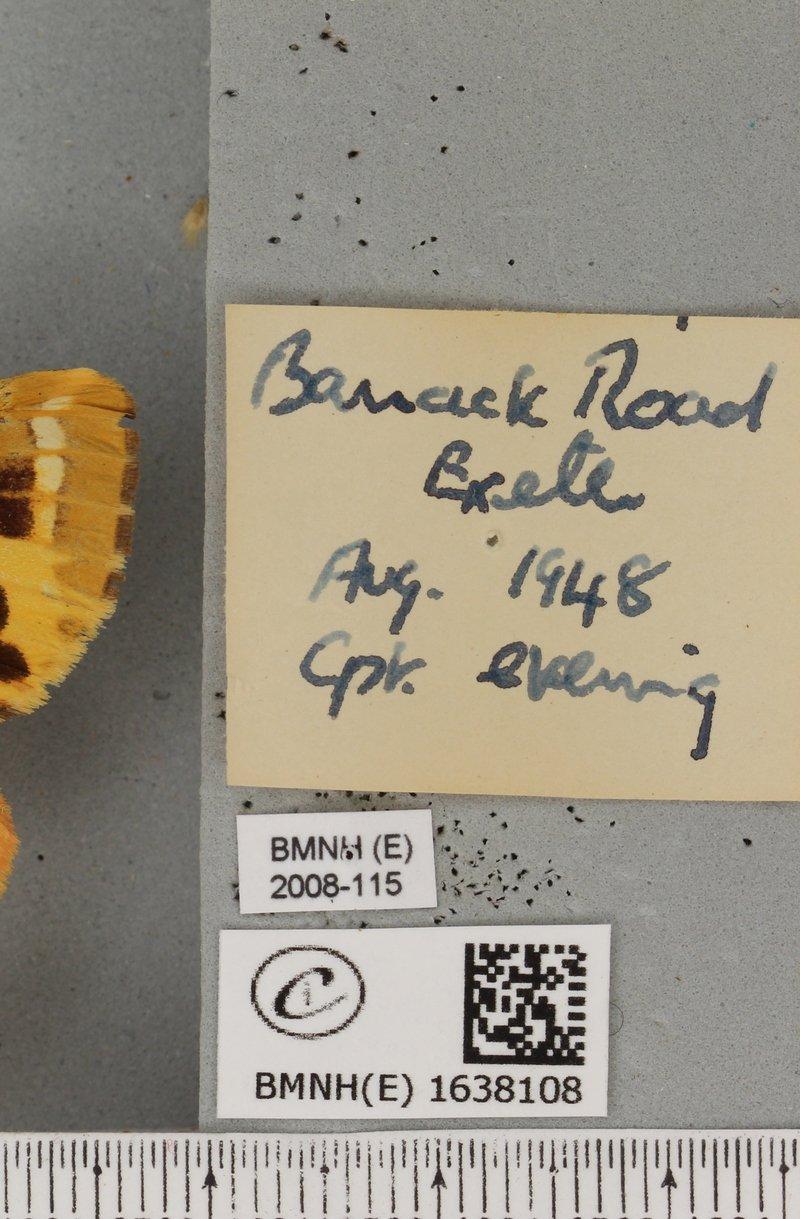 Barrack Road
Exeter
Aug. 1948
Cpt. evening
BMNH (E)
2008-115
BMNH(E) 1638108